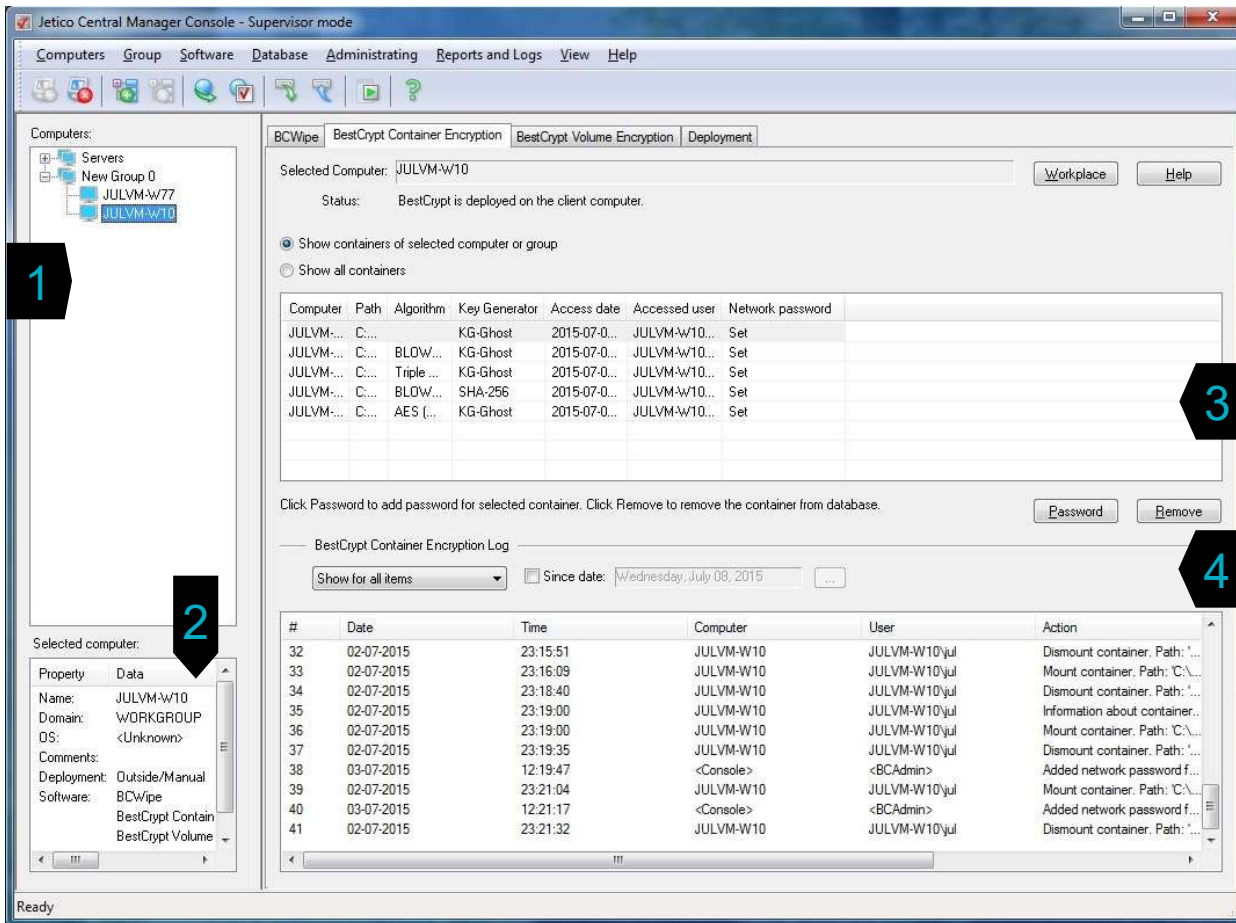 Jetico Central Manager Console - Supervisor mode
Computers Group Software Database Administrating Reports and Logs View Help
Computers:
Servers
New Group 0
JULVM-W77
JULVM-W10
1
2
Selected computer:
Property Data
Name: JULVM-W10
Domain: WORKGROUP
OS: <Unknown>
Comments:
Deployment: Outside/Manual
Software: BCWipe
BestCrypt Contain
BestCrypt Volume
BCWipe BestCrypt Container Encryption BestCrypt Volume Encryption Deployment
Selected Computer: JULVM-W10 Workplace Help
Status: BestCrypt is deployed on the client computer.
Show containers of selected computer or group
Show all containers
Computer Path Algorithm Key Generator Access date Accessed user Network password
JULVM-... C:... KG-Ghost 2015-07-0... JULVM-W10... Set
JULVM-... C:... BLOW... KG-Ghost 2015-07-0... JULVM-W10... Set
JULVM-... C:... Triple ... KG-Ghost 2015-07-0... JULVM-W10... Set
JULVM-... C:... BLOW... SHA-256 2015-07-0... JULVM-W10... Set
JULVM-... C:... AES (... KG-Ghost 2015-07-0... JULVM-W10... Set
3
Click Password to add password for selected container. Click Remove to remove the container from database. Password Remove
BestCrypt Container Encryption Log
4
Show for all items Since date: Wednesday, July 08, 2015 ...
# Date Time Computer User Action
32 02-07-2015 23:15:51 JULVM-W10 JULVM-W10\jul Dismount container. Path: '...
33 02-07-2015 23:16:09 JULVM-W10 JULVM-W10\jul Mount container. Path: 'C:\...
34 02-07-2015 23:18:40 JULVM-W10 JULVM-W10\jul Dismount container. Path: '...
35 02-07-2015 23:19:00 JULVM-W10 JULVM-W10\jul Information about container...
36 02-07-2015 23:19:00 JULVM-W10 JULVM-W10\jul Mount container. Path: 'C:\...
37 02-07-2015 23:19:35 JULVM-W10 JULVM-W10\jul Dismount container. Path: '...
38 03-07-2015 12:19:47 <Console> <BCAdmin> Added network password f...
39 02-07-2015 23:21:04 JULVM-W10 JULVM-W10\jul Mount container. Path: 'C:\...
40 03-07-2015 12:21:17 <Console> <BCAdmin> Added network password f...
41 02-07-2015 23:21:32 JULVM-W10 JULVM-W10\jul Dismount container. Path: '...
Ready